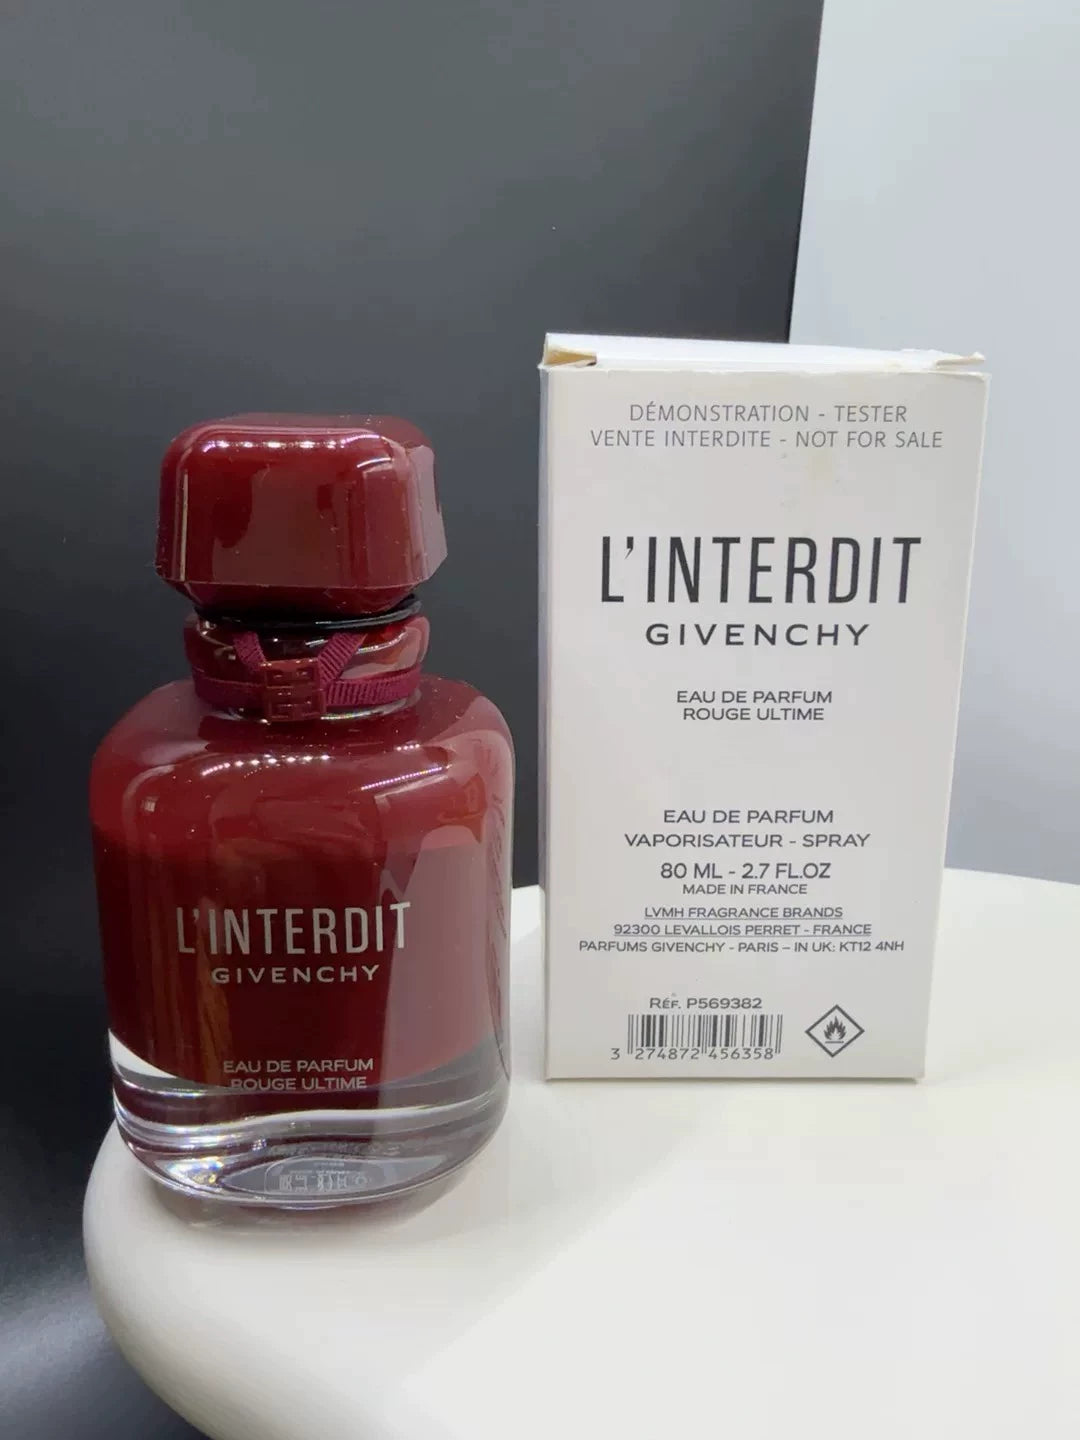 L'INTERDIT
GIVENCHY
EAU DE PARFUM
ROUGE ULTIME
DÉMONSTRATION - TESTER
VENTE INTERDITE - NOT FOR SALE
L'INTERDIT
GIVENCHY
EAU DE PARFUM
ROUGE ULTIME
EAU DE PARFUM
VAPORISATEUR - SPRAY
80 ML - 2.7 FL.OZ
MADE IN FRANCE
LVMH FRAGRANCE BRANDS
92300 LEVALLOIS PERRET - FRANCE
PARFUMS GIVENCHY - PARIS – IN UK: KT12 4NH
RÉF. P569382
3 274872 456358